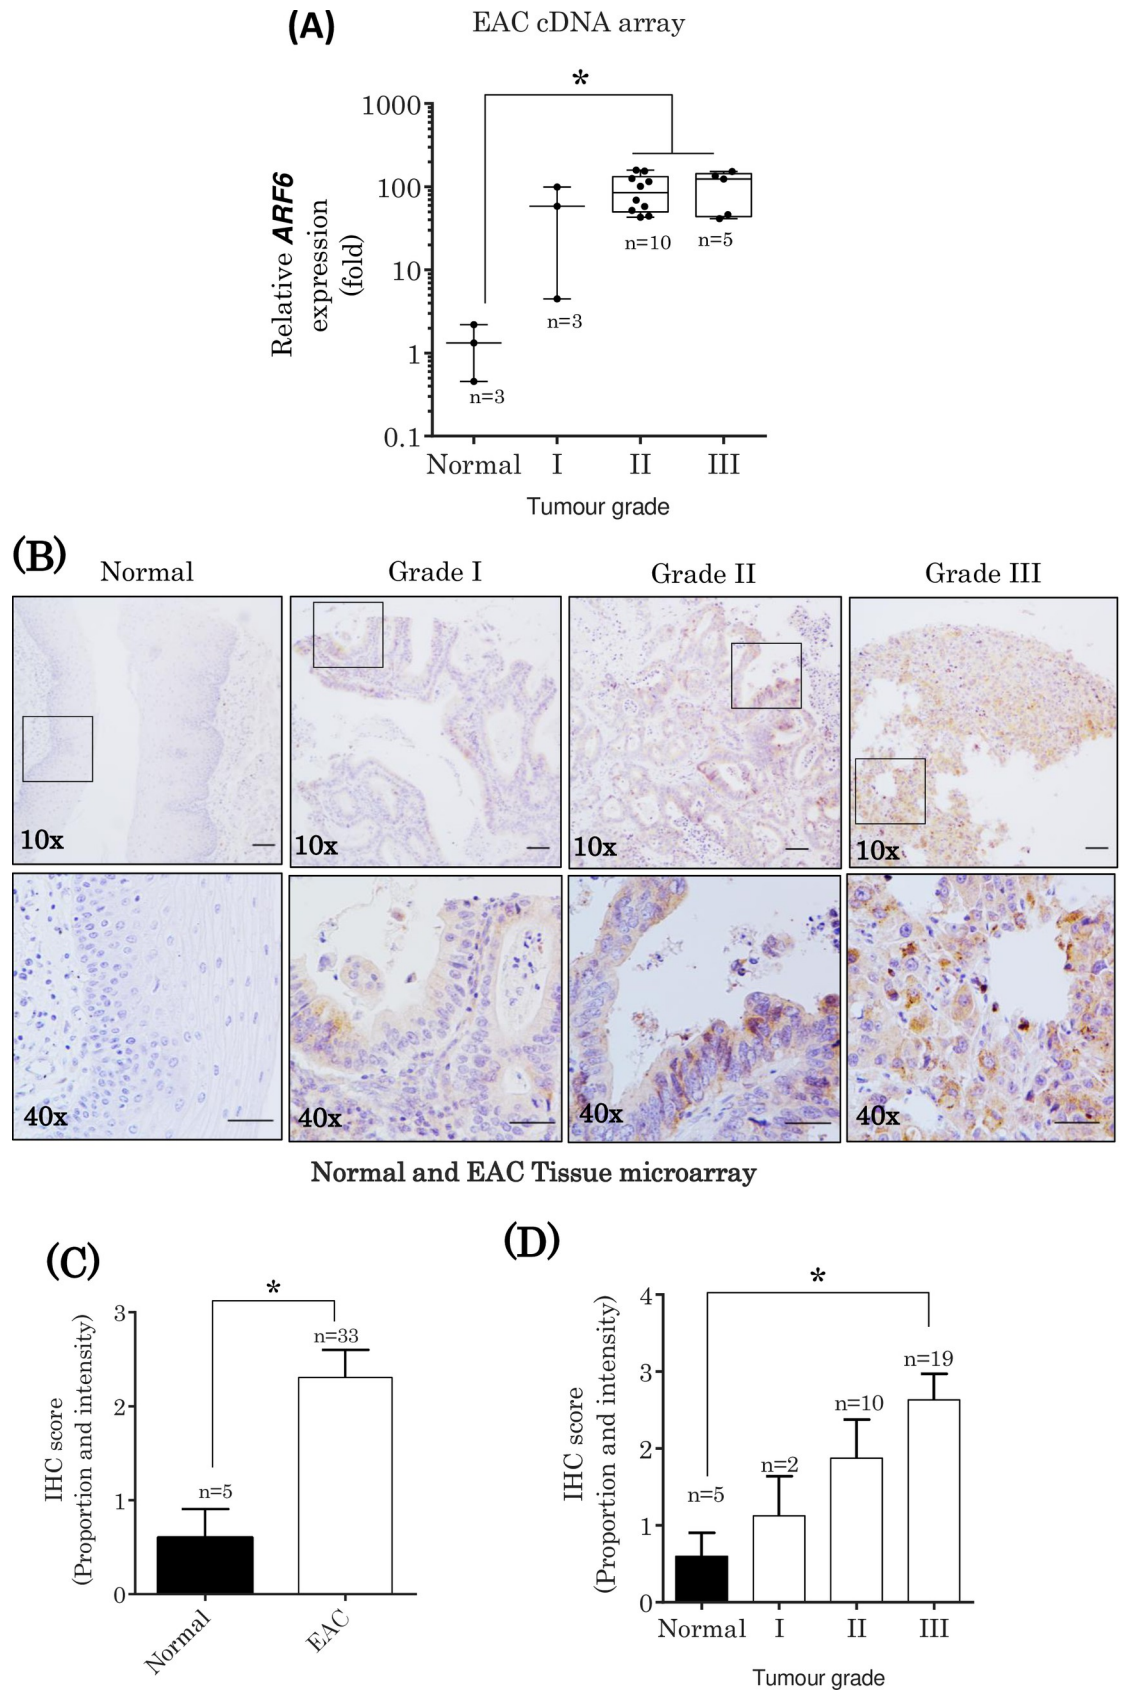 (A)
EAC cDNA array
*
Relative ARF6
expression
(fold)
1000
100
10
1
0.1
n=3
n=3
n=10
n=5
Normal I II III
Tumour grade
(B)
Normal Grade I Grade II Grade III
10x 10x 10x 10x
40x 40x 40x 40x
Normal and EAC Tissue microarray
(C)
*
IHC score
(Proportion and intensity)
3
2
1
0
n=5
n=33
Normal EAC
(D)
*
IHC score
(Proportion and intensity)
4
3
2
1
0
n=5
n=2
n=10
n=19
Normal I II III
Tumour grade